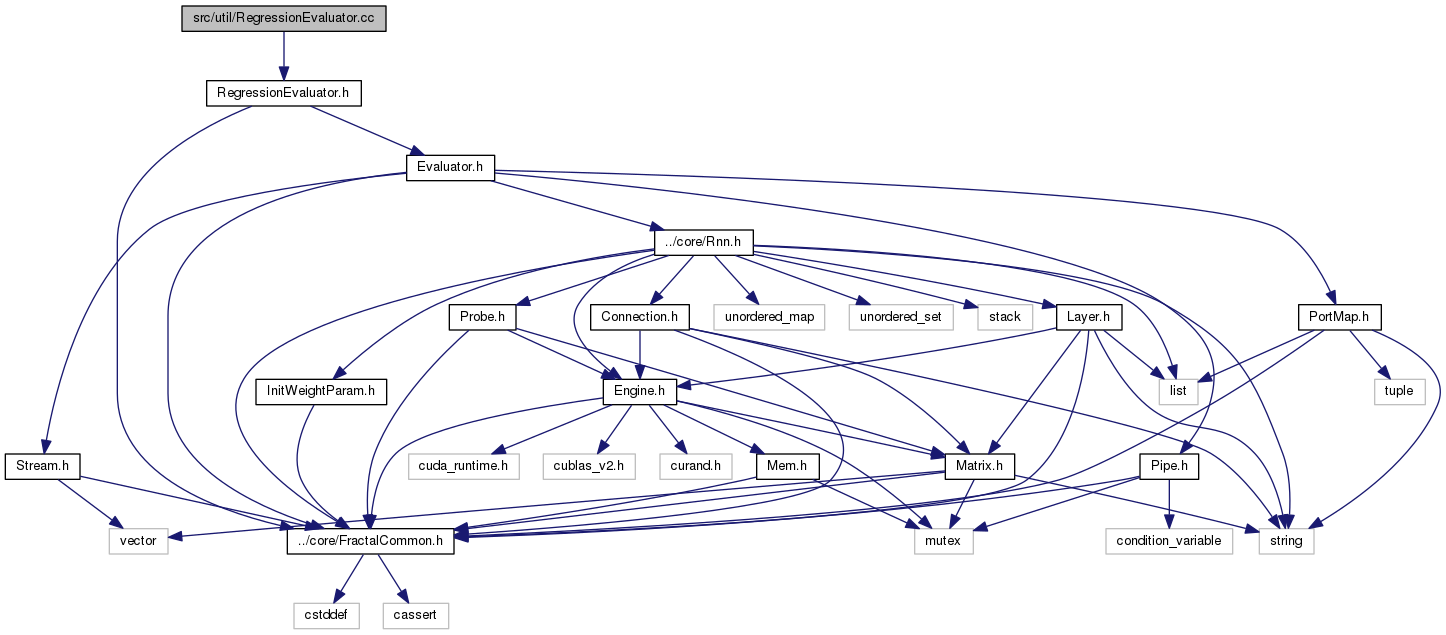 src/util/RegressionEvaluator.cc
RegressionEvaluator.h
Evaluator.h
../core/Rnn.h
Probe.h
Connection.h
unordered_map
unordered_set
stack
Layer.h
PortMap.h
InitWeightParam.h
Engine.h
list
tuple
Stream.h
cuda_runtime.h
cublas_v2.h
curand.h
Mem.h
Matrix.h
Pipe.h
vector
../core/FractalCommon.h
mutex
condition_variable
string
cstddef
cassert